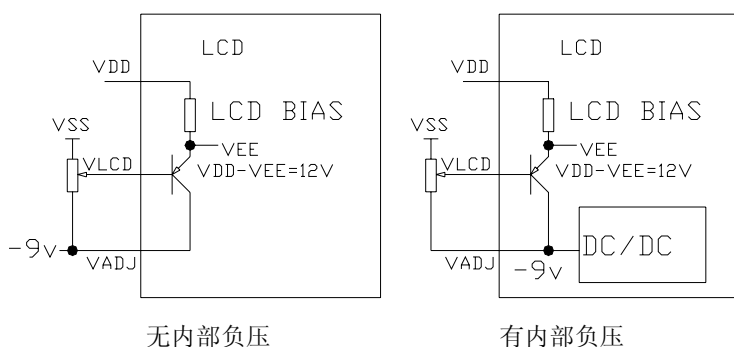 LCD
VDD
LCD BIAS
VSS
VEE
VLCD
VDD-VEE=12V
-9v
VADJ
无内部负压
LCD
VDD
LCD BIAS
VSS
VEE
VLCD
VDD-VEE=12V
DC/DC
VADJ
-9v
有内部负压